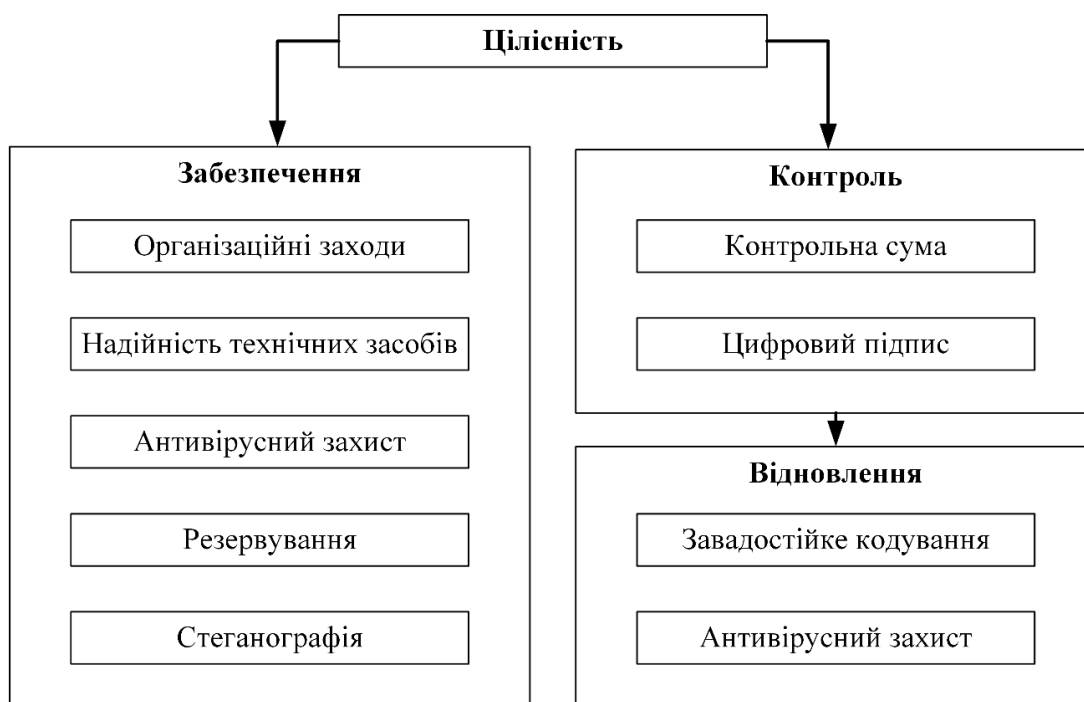 Цілісність
Забезпечення
Організаційні заходи
Надійність технічних засобів
Антивірусний захист
Резервування
Стеганографія
Контроль
Контрольна сума
Цифровий підпис
Відновлення
Завадостійке кодування
Антивірусний захист